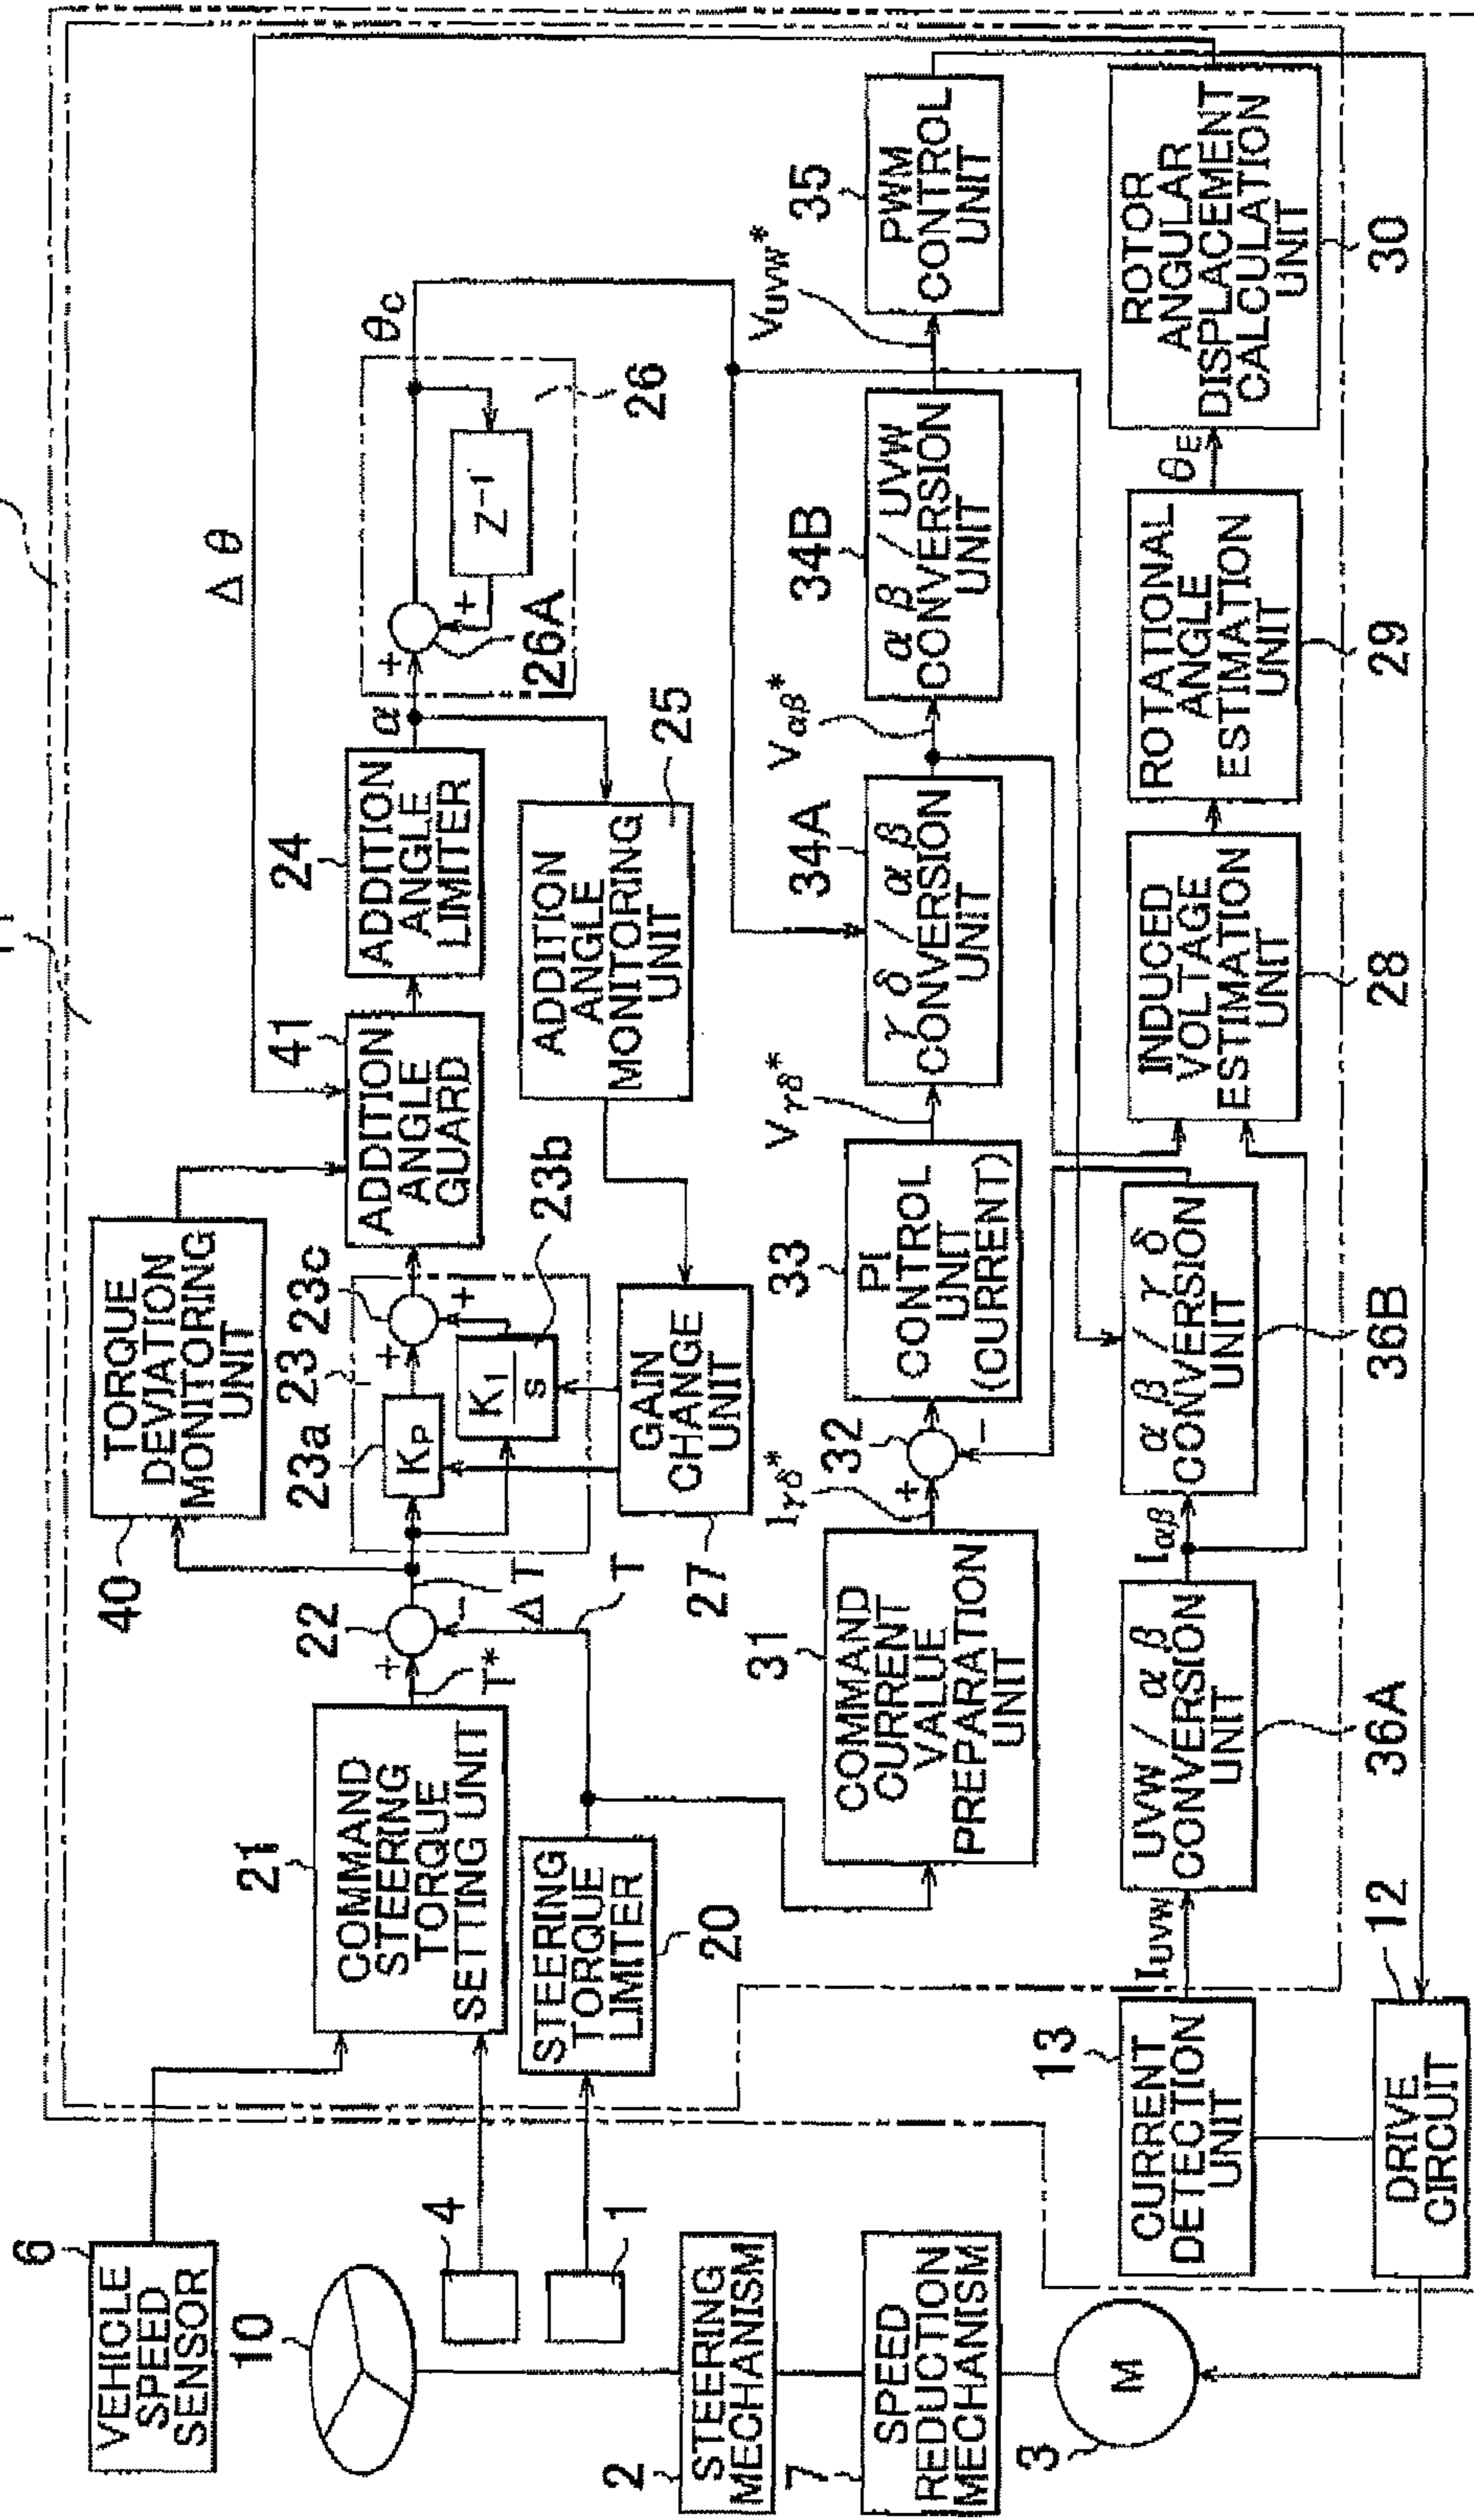 6
VEHICLE
SPEED
SENSOR
10
4
1
2
STEERING
MECHANISM
7
SPEED
REDUCTION
MECHANISM
3
M
21
COMMAND
STEERING
TORQUE
SETTING UNIT
STEERING
TORQUE
LIMITER
20
T*
+
-
22
ΔT
T
40
TORQUE
DEVIATION
MONITORING
UNIT
23a
23
23c
KP
+
+
KI
s
23b
GAIN
CHANGE
UNIT
27
41
ADDITION
ANGLE
GUARD
24
ADDITION
ANGLE
LIMITER
α
ADDITION
ANGLE
MONITORING
UNIT
25
Δθ
+
+
26A
Z-1
26
θC
31
COMMAND
CURRENT
VALUE
PREPARATION
UNIT
Iγδ*
+
-
32
33
PI
CONTROL
UNIT
(CURRENT)
Vγδ*
34A
γδ/αβ
CONVERSION
UNIT
Vαβ*
34B
αβ/UVW
CONVERSION
UNIT
VUVW*
35
PWM
CONTROL
UNIT
13
CURRENT
DETECTION
UNIT
IUVW
UVW/αβ
CONVERSION
UNIT
36A
Iαβ
αβ/γδ
CONVERSION
UNIT
36B
INDUCED
VOLTAGE
ESTIMATION
UNIT
28
ROTATIONAL
ANGLE
ESTIMATION
UNIT
29
θE
ROTOR
ANGULAR
DISPLACEMENT
CALCULATION
UNIT
30
12
DRIVE
CIRCUIT